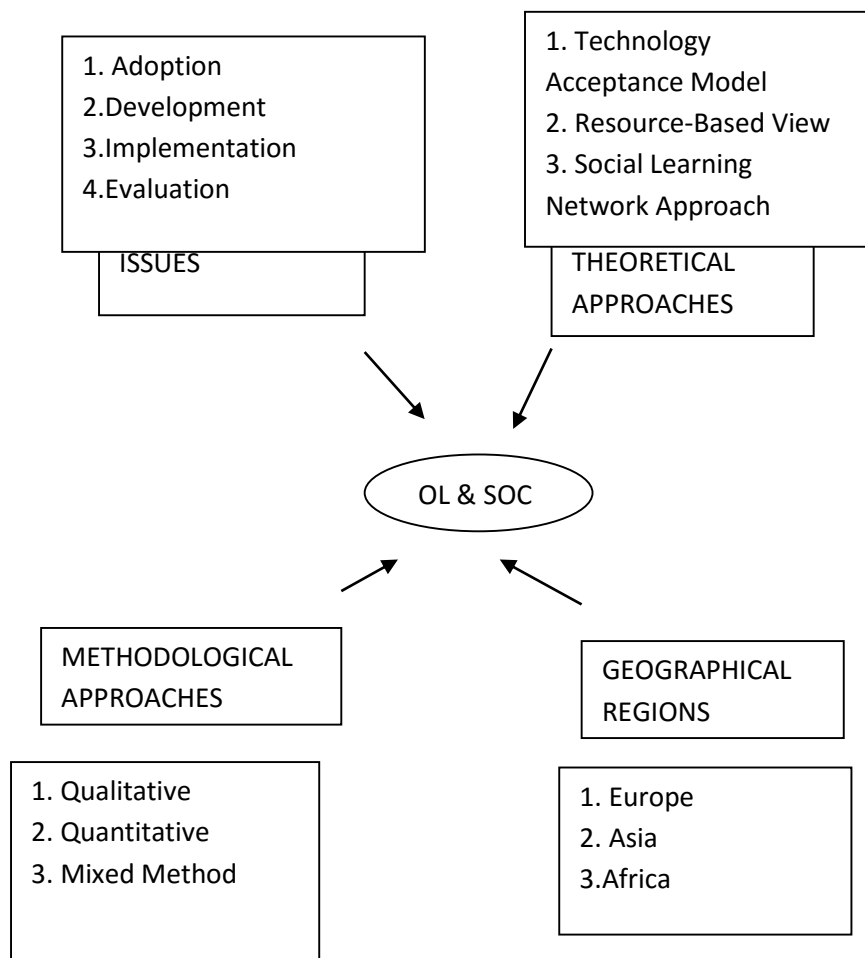 1. Adoption
2.Development
3.Implementation
4.Evaluation
ISSUES
1. Technology
Acceptance Model
2. Resource-Based View
3. Social Learning
Network Approach
THEORETICAL
APPROACHES
OL & SOC
METHODOLOGICAL
APPROACHES
1. Qualitative
2. Quantitative
3. Mixed Method
GEOGRAPHICAL
REGIONS
1. Europe
2. Asia
3.Africa